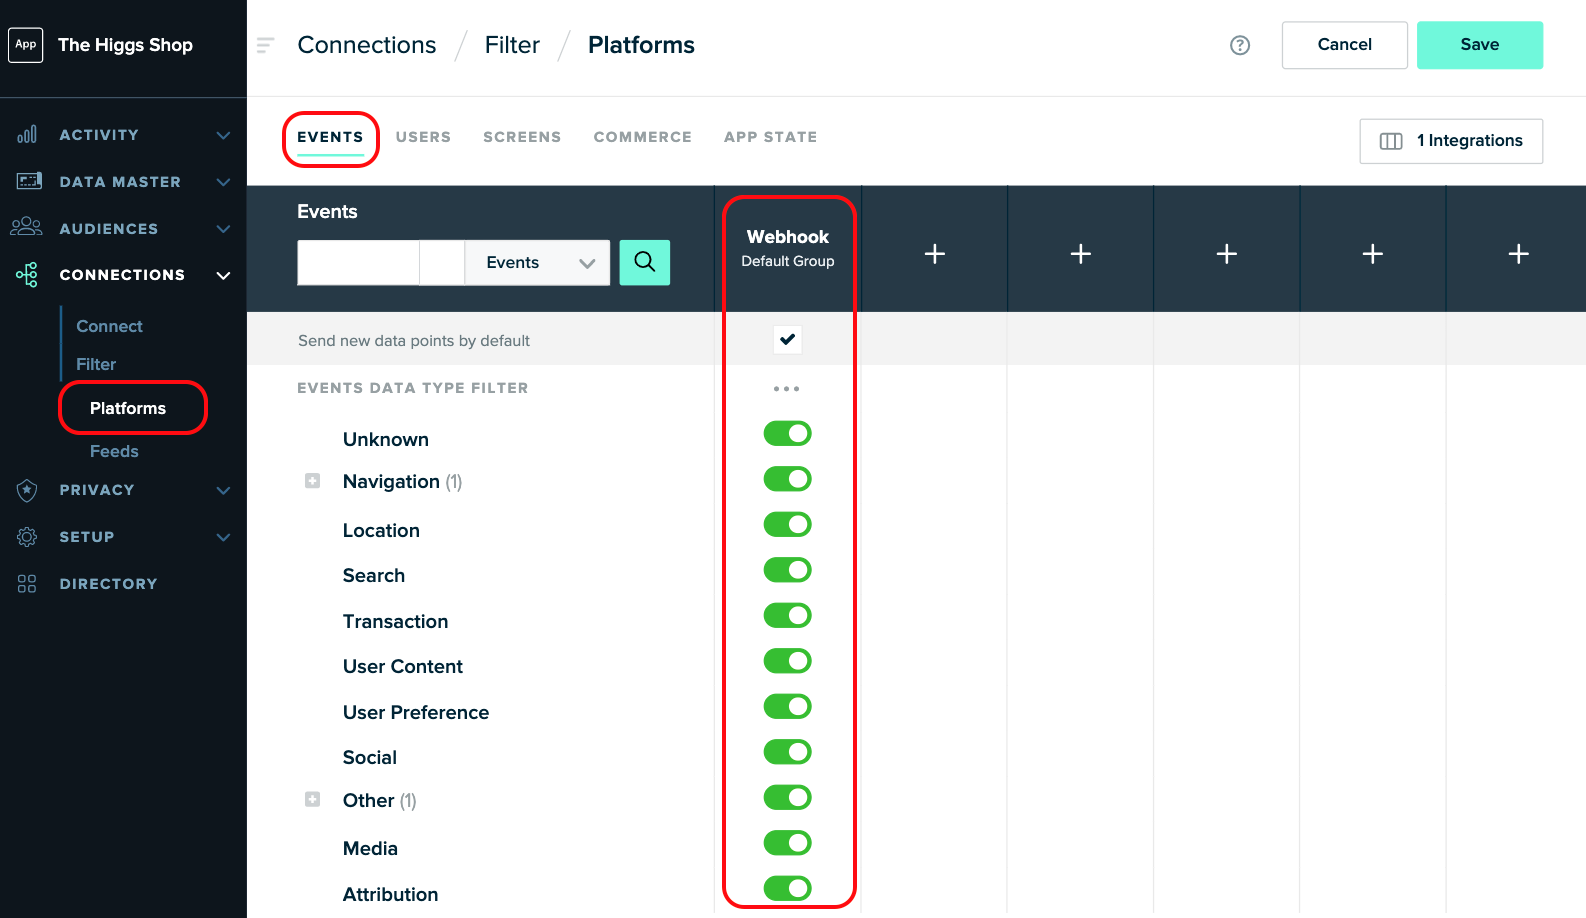 App
The Higgs Shop
ACTIVITY
DATA MASTER
AUDIENCES
CONNECTIONS
Connect
Filter
Platforms
Feeds
PRIVACY
SETUP
DIRECTORY
Connections / Filter / Platforms
?
Cancel
Save
EVENTS USERS SCREENS COMMERCE APP STATE
1 Integrations
Events
Events
Webhook
Default Group
+ + + + +
Send new data points by default
EVENTS DATA TYPE FILTER
Unknown
Navigation (1)
Location
Search
Transaction
User Content
User Preference
Social
Other (1)
Media
Attribution